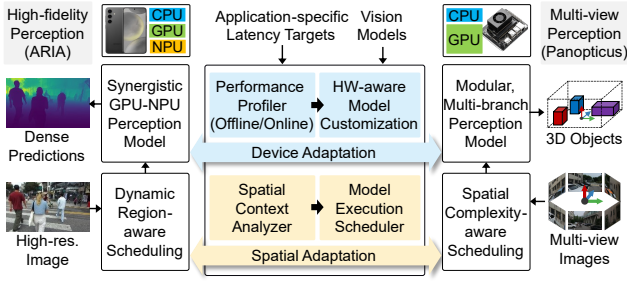 High-fidelity
Perception
(ARIA)
CPU
GPU
NPU
Application-specific
Latency Targets
Vision
Models
CPU
GPU
Multi-view
Perception
(Panopticus)
Dense
Predictions
Synergistic
GPU-NPU
Perception
Model
Performance
Profiler
(Offline/Online)
HW-aware
Model
Customization
Device Adaptation
Modular,
Multi-branch
Perception
Model
3D Objects
High-res.
Image
Dynamic
Region-
aware
Scheduling
Spatial
Context
Analyzer
Model
Execution
Scheduler
Spatial Adaptation
Spatial
Complexity-
aware
Scheduling
Multi-view
Images